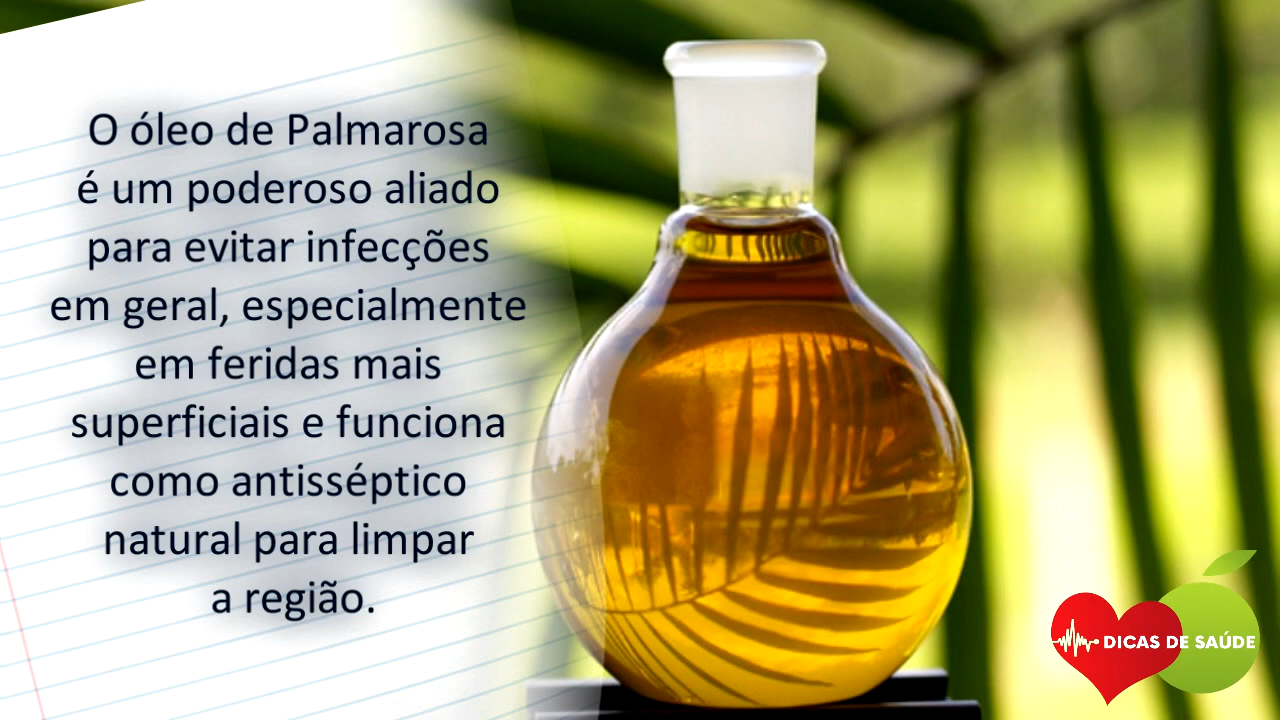 O óleo de Palmarosa
é um poderoso aliado
para evitar infecções
em geral, especialmente
em feridas mais
superficiais e funciona
como antisséptico
natural para limpar
a região.
DICAS DE SAÚDE